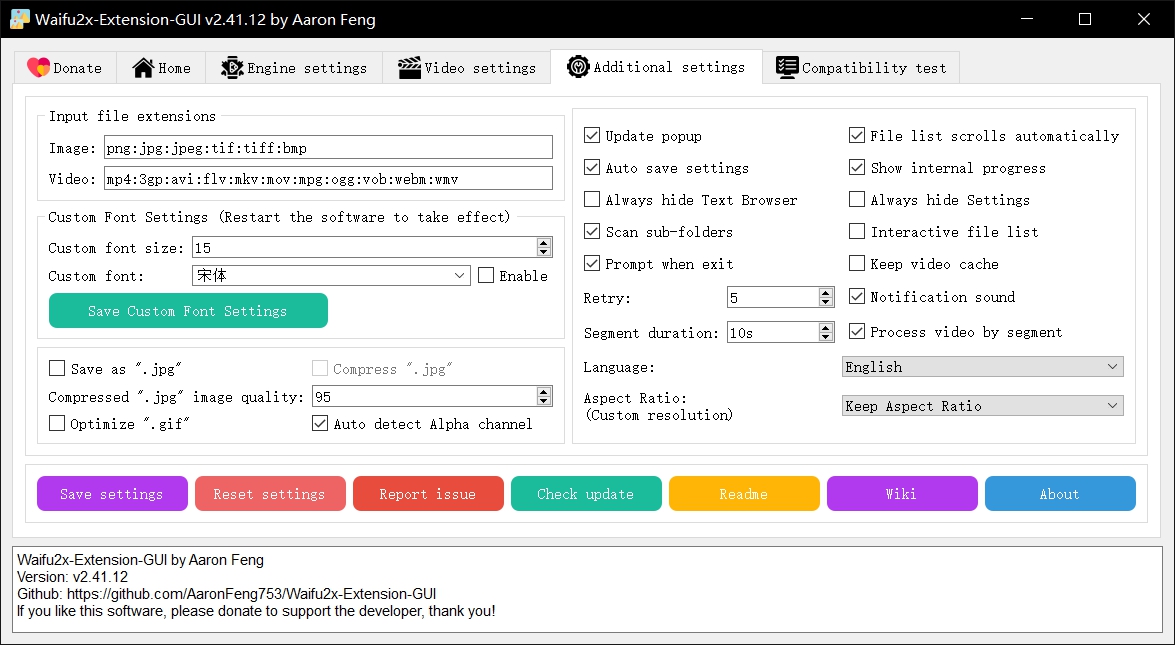 Waifu2x-Extension-GUI v2.41.12 by Aaron Feng
Donate
Home
Engine settings
Video settings
Additional settings
Compatibility test
Input file extensions
Image: png:jpg:jpeg:tif:tiff:bmp
Video: mp4:3gp:avi:flv:mkv:mov:mpg:ogg:vob:webm:wmv
Custom Font Settings (Restart the software to take effect)
Custom font size: 15
Custom font: 宋体 Enable
Save Custom Font Settings
Save as ".jpg" Compress ".jpg"
Compressed ".jpg" image quality: 95
Optimize ".gif" Auto detect Alpha channel
Update popup File list scrolls automatically
Auto save settings Show internal progress
Always hide Text Browser Always hide Settings
Scan sub-folders Interactive file list
Prompt when exit Keep video cache
Retry: 5 Notification sound
Segment duration: 10s Process video by segment
Language: English
Aspect Ratio:
(Custom resolution) Keep Aspect Ratio
Save settings
Reset settings
Report issue
Check update
Readme
Wiki
About
Waifu2x-Extension-GUI by Aaron Feng
Version: v2.41.12
Github: https://github.com/AaronFeng753/Waifu2x-Extension-GUI
If you like this software, please donate to support the developer, thank you!